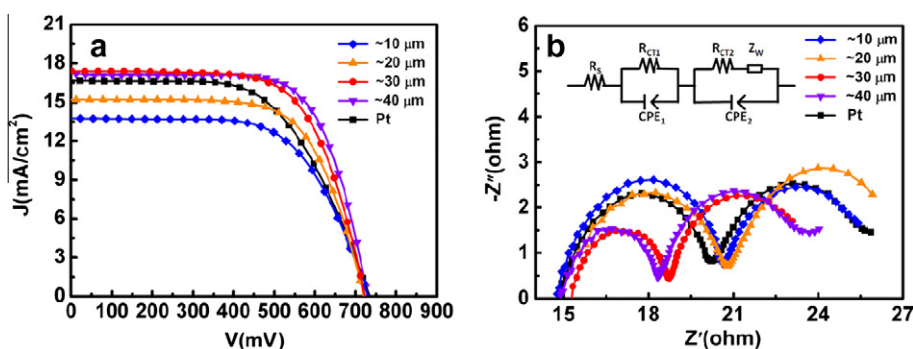 a
J(mA/cm²)
21
18
15
12
9
6
3
0
0 100 200 300 400 500 600 700 800 900
V(mV)
~10 μm
~20 μm
~30 μm
~40 μm
Pt
b
-Z″(ohm)
6
5
4
3
2
1
0
15 18 21 24 27
Z′(ohm)
R_S
R_CT1
CPE₁
R_CT2
Z_W
CPE₂
~10 μm
~20 μm
~30 μm
~40 μm
Pt